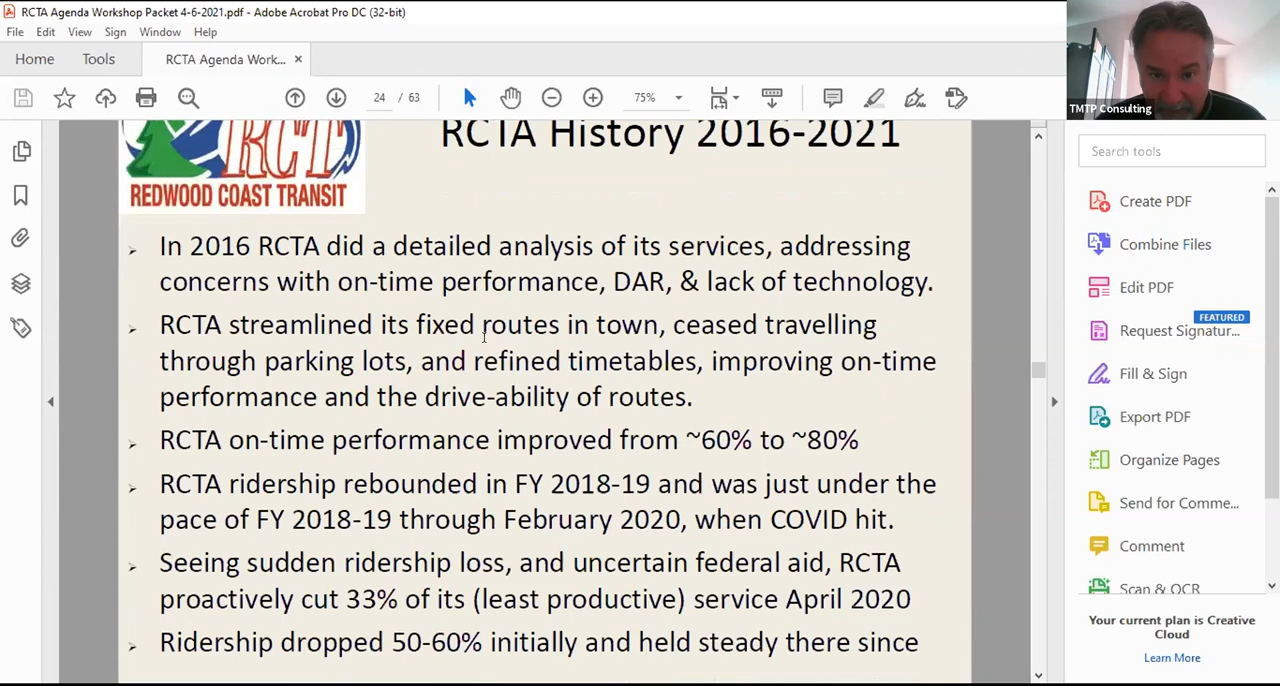 RCTA Agenda Workshop Packet 4-6-2021.pdf - Adobe Acrobat Pro DC (32-bit)
File Edit View Sign Window Help
Home Tools RCTA Agenda Work... ×
24 / 63 75%
TMTP Consulting
Search tools
Create PDF
Combine Files
Edit PDF
FEATURED
Request Signatur...
Fill & Sign
Export PDF
Organize Pages
Send for Comme...
Comment
Scan & OCR
Your current plan is Creative
Cloud
Learn More
RCT
REDWOOD COAST TRANSIT
RCTA History 2016-2021
In 2016 RCTA did a detailed analysis of its services, addressing
concerns with on-time performance, DAR, & lack of technology.
RCTA streamlined its fixed routes in town, ceased travelling
through parking lots, and refined timetables, improving on-time
performance and the drive-ability of routes.
RCTA on-time performance improved from ~60% to ~80%
RCTA ridership rebounded in FY 2018-19 and was just under the
pace of FY 2018-19 through February 2020, when COVID hit.
Seeing sudden ridership loss, and uncertain federal aid, RCTA
proactively cut 33% of its (least productive) service April 2020
Ridership dropped 50-60% initially and held steady there since